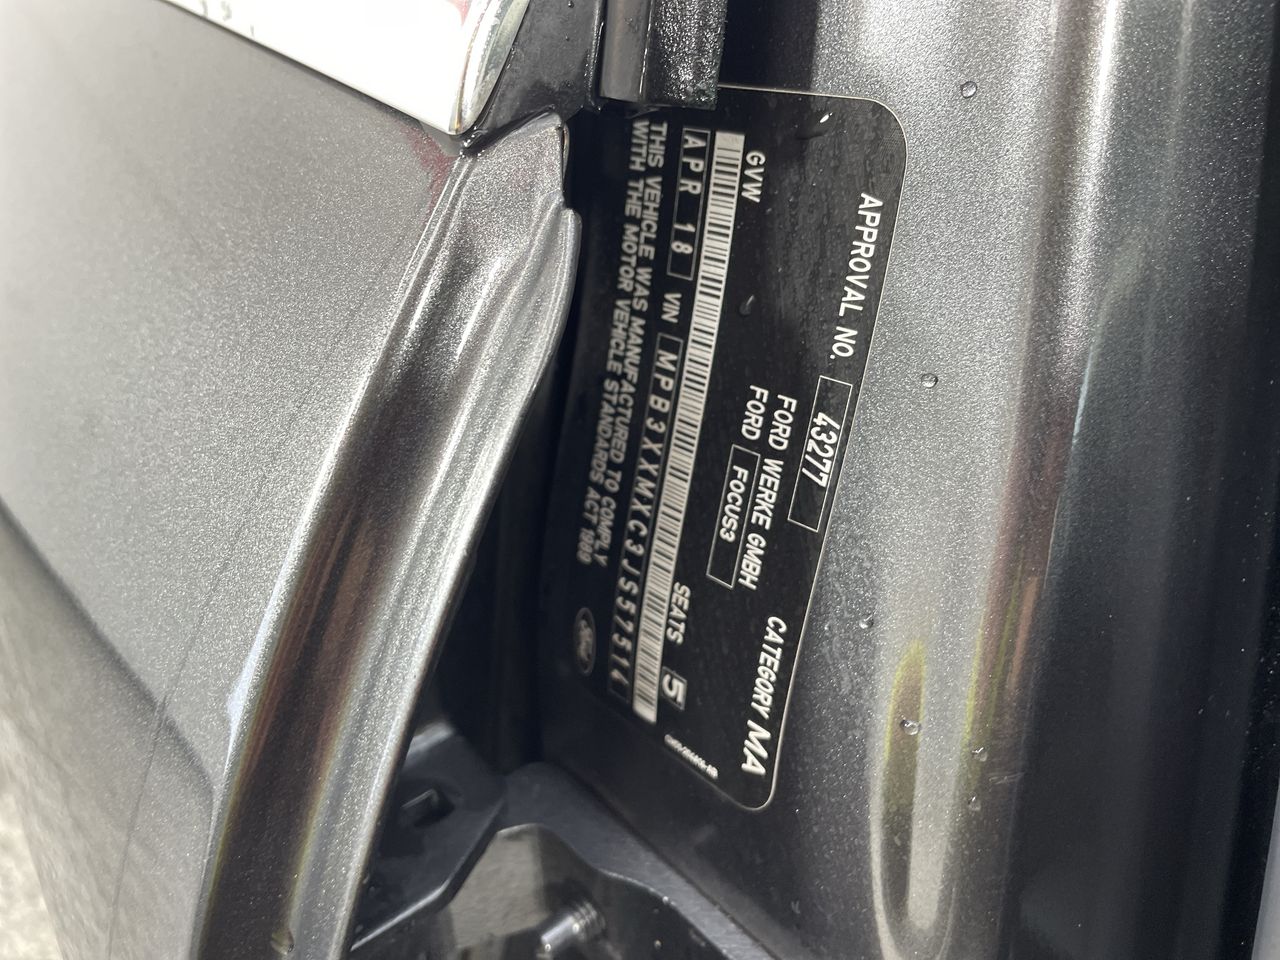 APPROVAL NO. 43277 CATEGORY MA
FORD WERKE GMBH
FORD FOCUS3
GVW SEATS 5
APR 18 VIN MPB3XXMXC3JS57514
THIS VEHICLE WAS MANUFACTURED TO COMPLY
WITH THE MOTOR VEHICLE STANDARDS ACT 1989
Ford